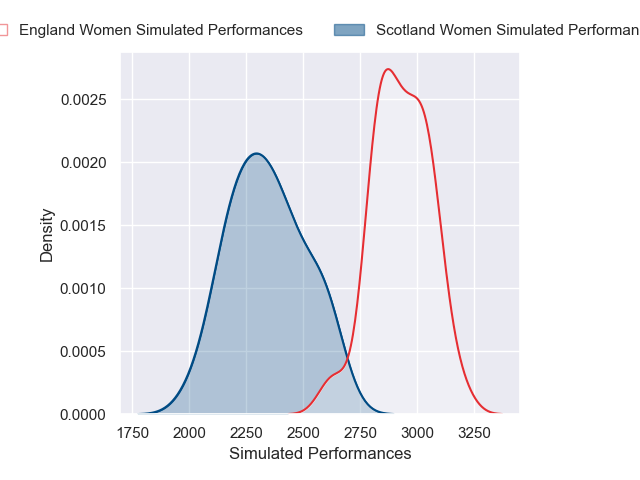 England Women Simulated Performances
Scotland Women Simulated Performan
0.0025
0.0020
0.0015
0.0010
0.0005
0.0000
Density
1750 2000 2250 2500 2750 3000 3250
Simulated Performances